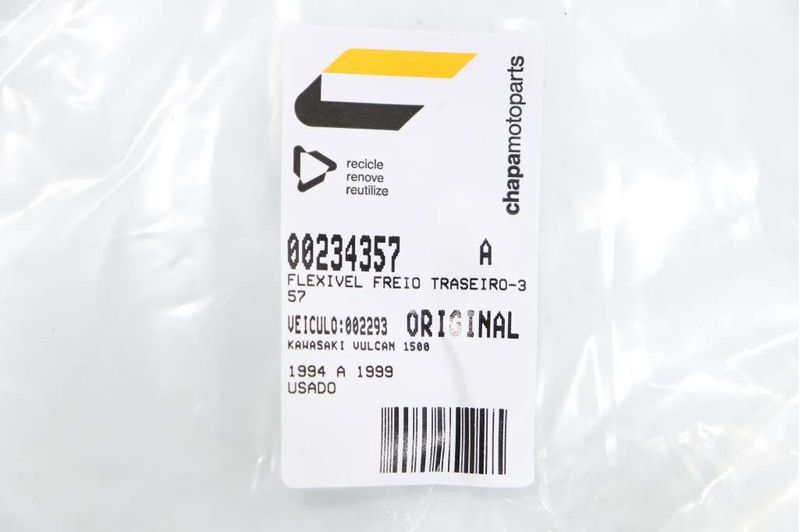 chapamotoparts
recicle
renove
reutilize
00234357 A
FLEXIVEL FREIO TRASEIRO-3
57
VEICULO:002293 ORIGINAL
KAWASAKI VULCAN 1500
1994 A 1999
USADO